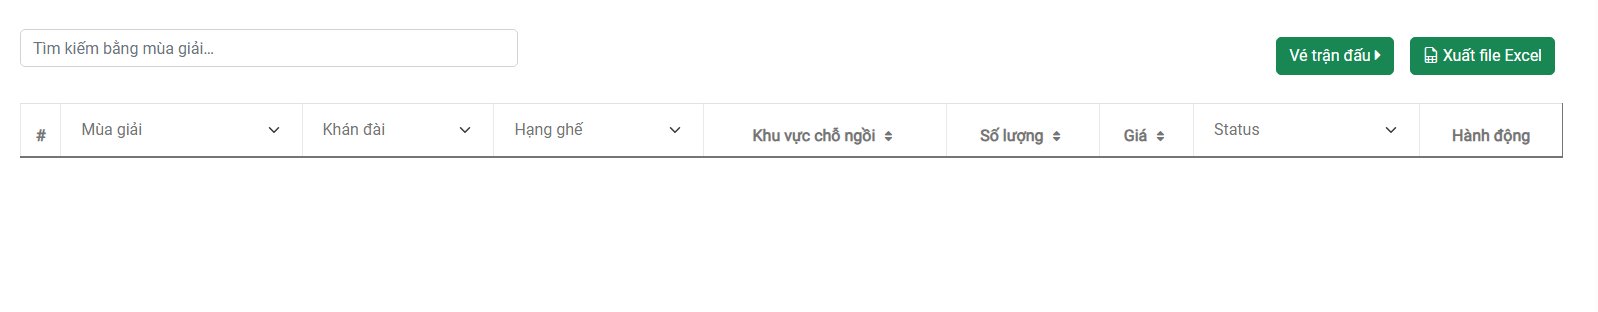 Tìm kiếm bằng mùa giải...
Vé trận đấu
Xuất file Excel
# Mùa giải Khán đài Hạng ghế Khu vực chỗ ngồi Số lượng Giá Status Hành động